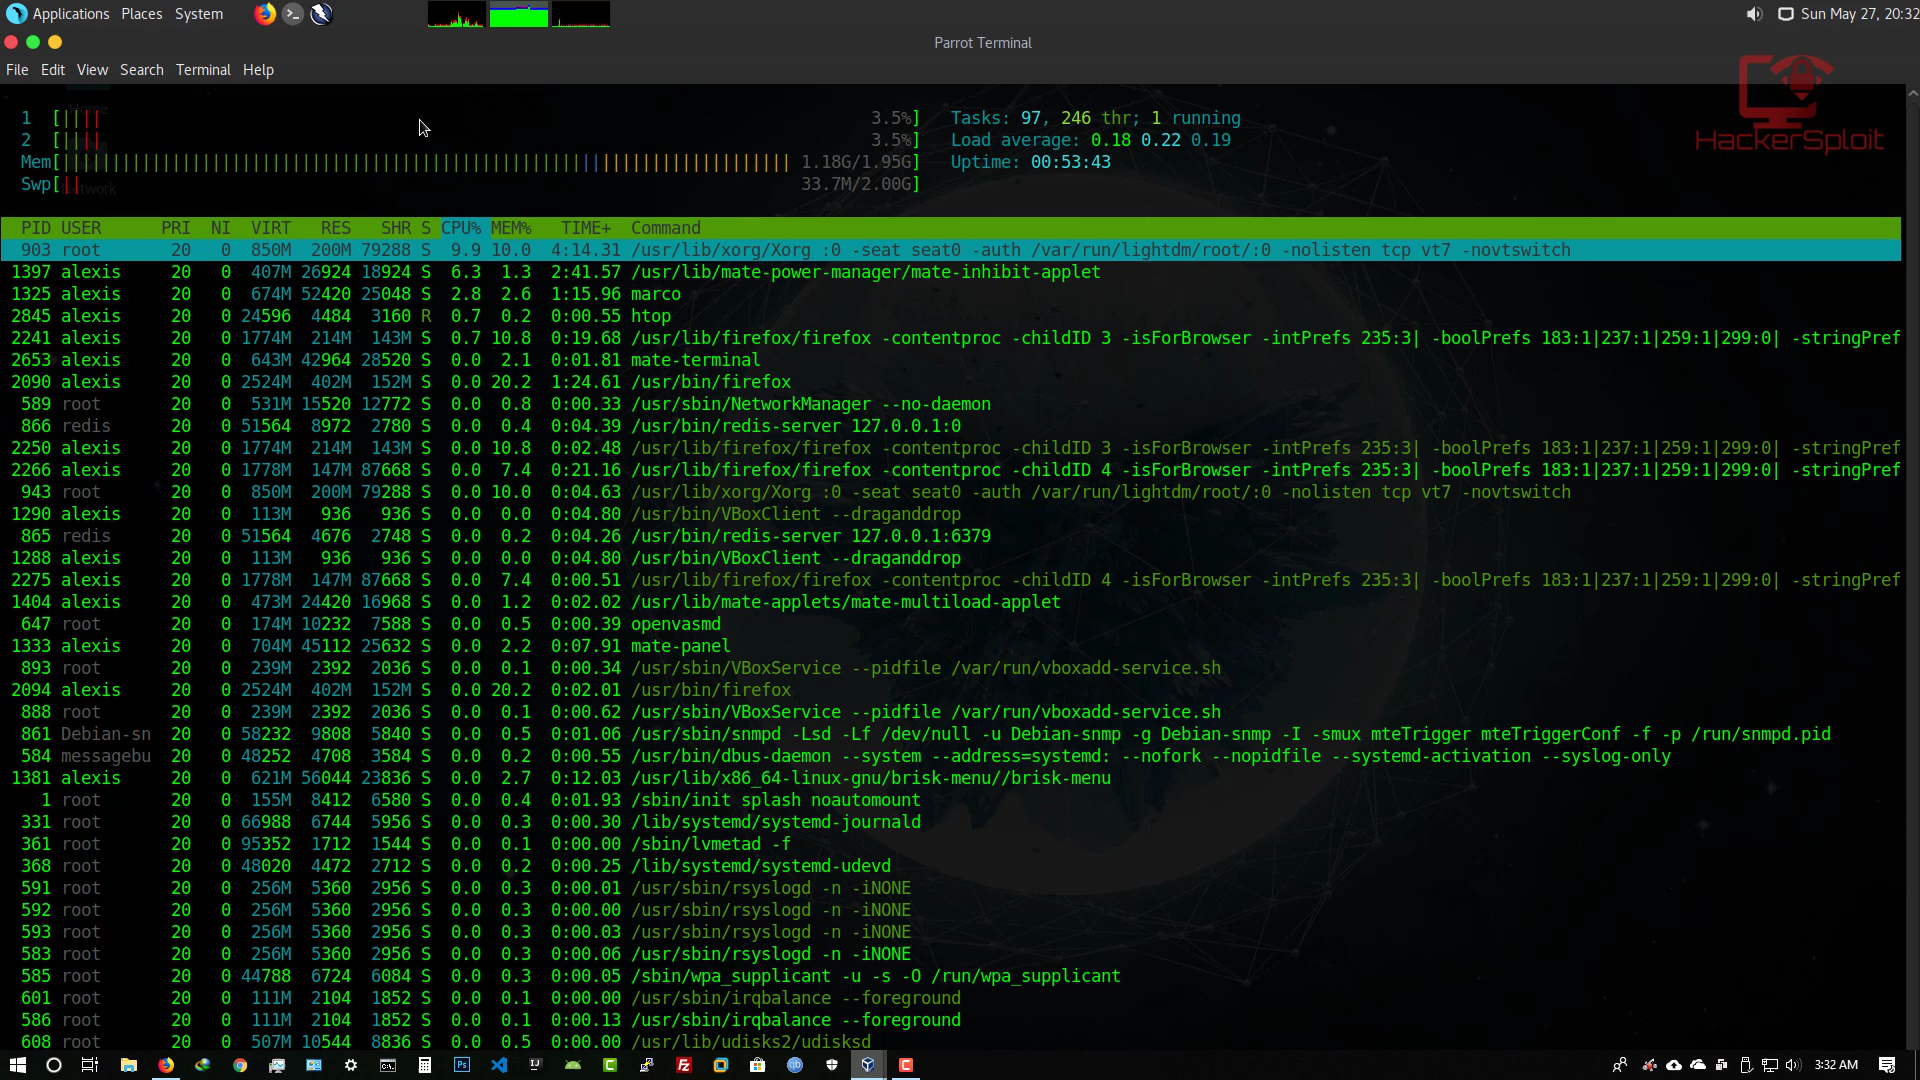 Applications Places System
Sun May 27, 20:32
Parrot Terminal
File Edit View Search Terminal Help
HackerSploit
Home
Network
1 [|||| 3.5%] Tasks: 97, 246 thr; 1 running
2 [|||| 3.5%] Load average: 0.18 0.22 0.19
Mem[||||||||||||||||||||||||||||||||||||||||||||||||||||||||||||||||||||||||| 1.18G/1.95G] Uptime: 00:53:43
Swp[|| 33.7M/2.00G]
PID USER PRI NI VIRT RES SHR S CPU% MEM% TIME+ Command
903 root 20 0 850M 200M 79288 S 9.9 10.0 4:14.31 /usr/lib/xorg/Xorg :0 -seat seat0 -auth /var/run/lightdm/root/:0 -nolisten tcp vt7 -novtswitch
1397 alexis 20 0 407M 26924 18924 S 6.3 1.3 2:41.57 /usr/lib/mate-power-manager/mate-inhibit-applet
1325 alexis 20 0 674M 52420 25048 S 2.8 2.6 1:15.96 marco
2845 alexis 20 0 24596 4484 3160 R 0.7 0.2 0:00.55 htop
2241 alexis 20 0 1774M 214M 143M S 0.7 10.8 0:19.68 /usr/lib/firefox/firefox -contentproc -childID 3 -isForBrowser -intPrefs 235:3| -boolPrefs 183:1|237:1|259:1|299:0| -stringPref
2653 alexis 20 0 643M 42964 28520 S 0.0 2.1 0:01.81 mate-terminal
2090 alexis 20 0 2524M 402M 152M S 0.0 20.2 1:24.61 /usr/bin/firefox
589 root 20 0 531M 15520 12772 S 0.0 0.8 0:00.33 /usr/sbin/NetworkManager --no-daemon
866 redis 20 0 51564 8972 2780 S 0.0 0.4 0:04.39 /usr/bin/redis-server 127.0.0.1:0
2250 alexis 20 0 1774M 214M 143M S 0.0 10.8 0:02.48 /usr/lib/firefox/firefox -contentproc -childID 3 -isForBrowser -intPrefs 235:3| -boolPrefs 183:1|237:1|259:1|299:0| -stringPref
2266 alexis 20 0 1778M 147M 87668 S 0.0 7.4 0:21.16 /usr/lib/firefox/firefox -contentproc -childID 4 -isForBrowser -intPrefs 235:3| -boolPrefs 183:1|237:1|259:1|299:0| -stringPref
943 root 20 0 850M 200M 79288 S 0.0 10.0 0:04.63 /usr/lib/xorg/Xorg :0 -seat seat0 -auth /var/run/lightdm/root/:0 -nolisten tcp vt7 -novtswitch
1290 alexis 20 0 113M 936 936 S 0.0 0.0 0:04.80 /usr/bin/VBoxClient --draganddrop
865 redis 20 0 51564 4676 2748 S 0.0 0.2 0:04.26 /usr/bin/redis-server 127.0.0.1:6379
1288 alexis 20 0 113M 936 936 S 0.0 0.0 0:04.80 /usr/bin/VBoxClient --draganddrop
2275 alexis 20 0 1778M 147M 87668 S 0.0 7.4 0:00.51 /usr/lib/firefox/firefox -contentproc -childID 4 -isForBrowser -intPrefs 235:3| -boolPrefs 183:1|237:1|259:1|299:0| -stringPref
1404 alexis 20 0 473M 24420 16968 S 0.0 1.2 0:02.02 /usr/lib/mate-applets/mate-multiload-applet
647 root 20 0 174M 10232 7588 S 0.0 0.5 0:00.39 openvasmd
1333 alexis 20 0 704M 45112 25632 S 0.0 2.2 0:07.91 mate-panel
893 root 20 0 239M 2392 2036 S 0.0 0.1 0:00.34 /usr/sbin/VBoxService --pidfile /var/run/vboxadd-service.sh
2094 alexis 20 0 2524M 402M 152M S 0.0 20.2 0:02.01 /usr/bin/firefox
888 root 20 0 239M 2392 2036 S 0.0 0.1 0:00.62 /usr/sbin/VBoxService --pidfile /var/run/vboxadd-service.sh
861 Debian-sn 20 0 58232 9808 5840 S 0.0 0.5 0:01.06 /usr/sbin/snmpd -Lsd -Lf /dev/null -u Debian-snmp -g Debian-snmp -I -smux mteTrigger mteTriggerConf -f -p /run/snmpd.pid
584 messagebu 20 0 48252 4708 3584 S 0.0 0.2 0:00.55 /usr/bin/dbus-daemon --system --address=systemd: --nofork --nopidfile --systemd-activation --syslog-only
1381 alexis 20 0 621M 56044 23836 S 0.0 2.7 0:12.03 /usr/lib/x86_64-linux-gnu/brisk-menu//brisk-menu
1 root 20 0 155M 8412 6580 S 0.0 0.4 0:01.93 /sbin/init splash noautomount
331 root 20 0 66988 6744 5956 S 0.0 0.3 0:00.30 /lib/systemd/systemd-journald
361 root 20 0 95352 1712 1544 S 0.0 0.1 0:00.00 /sbin/lvmetad -f
368 root 20 0 48020 4472 2712 S 0.0 0.2 0:00.25 /lib/systemd/systemd-udevd
591 root 20 0 256M 5360 2956 S 0.0 0.3 0:00.01 /usr/sbin/rsyslogd -n -iNONE
592 root 20 0 256M 5360 2956 S 0.0 0.3 0:00.00 /usr/sbin/rsyslogd -n -iNONE
593 root 20 0 256M 5360 2956 S 0.0 0.3 0:00.03 /usr/sbin/rsyslogd -n -iNONE
583 root 20 0 256M 5360 2956 S 0.0 0.3 0:00.06 /usr/sbin/rsyslogd -n -iNONE
585 root 20 0 44788 6724 6084 S 0.0 0.3 0:00.05 /sbin/wpa_supplicant -u -s -O /run/wpa_supplicant
601 root 20 0 111M 2104 1852 S 0.0 0.1 0:00.00 /usr/sbin/irqbalance --foreground
586 root 20 0 111M 2104 1852 S 0.0 0.1 0:00.13 /usr/sbin/irqbalance --foreground
608 root 20 0 507M 10544 8836 S 0.0 0.5 0:00.00 /usr/lib/udisks2/udisksd
3:32 AM